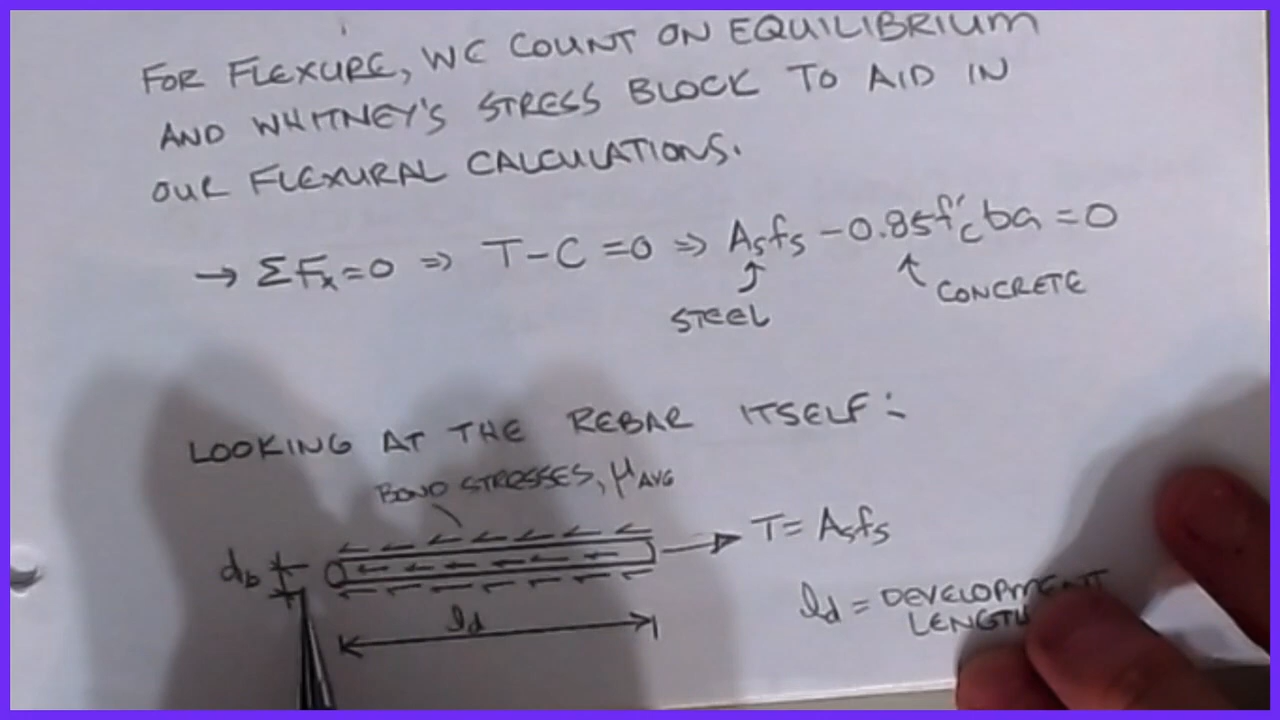 FOR FLEXURE, WE COUNT ON EQUILIBRIUM
AND WHITNEY'S STRESS BLOCK TO AID IN
OUR FLEXURAL CALCULATIONS.
→ ΣFx=0 ⇒ T-C=0 ⇒ Asfs-0.85f'c ba=0
STEEL
CONCRETE
LOOKING AT THE REBAR ITSELF:
BOND STRESSES, μAVG
T=Asfs
db
ld
ld = DEVELOPMENT
LENGTH